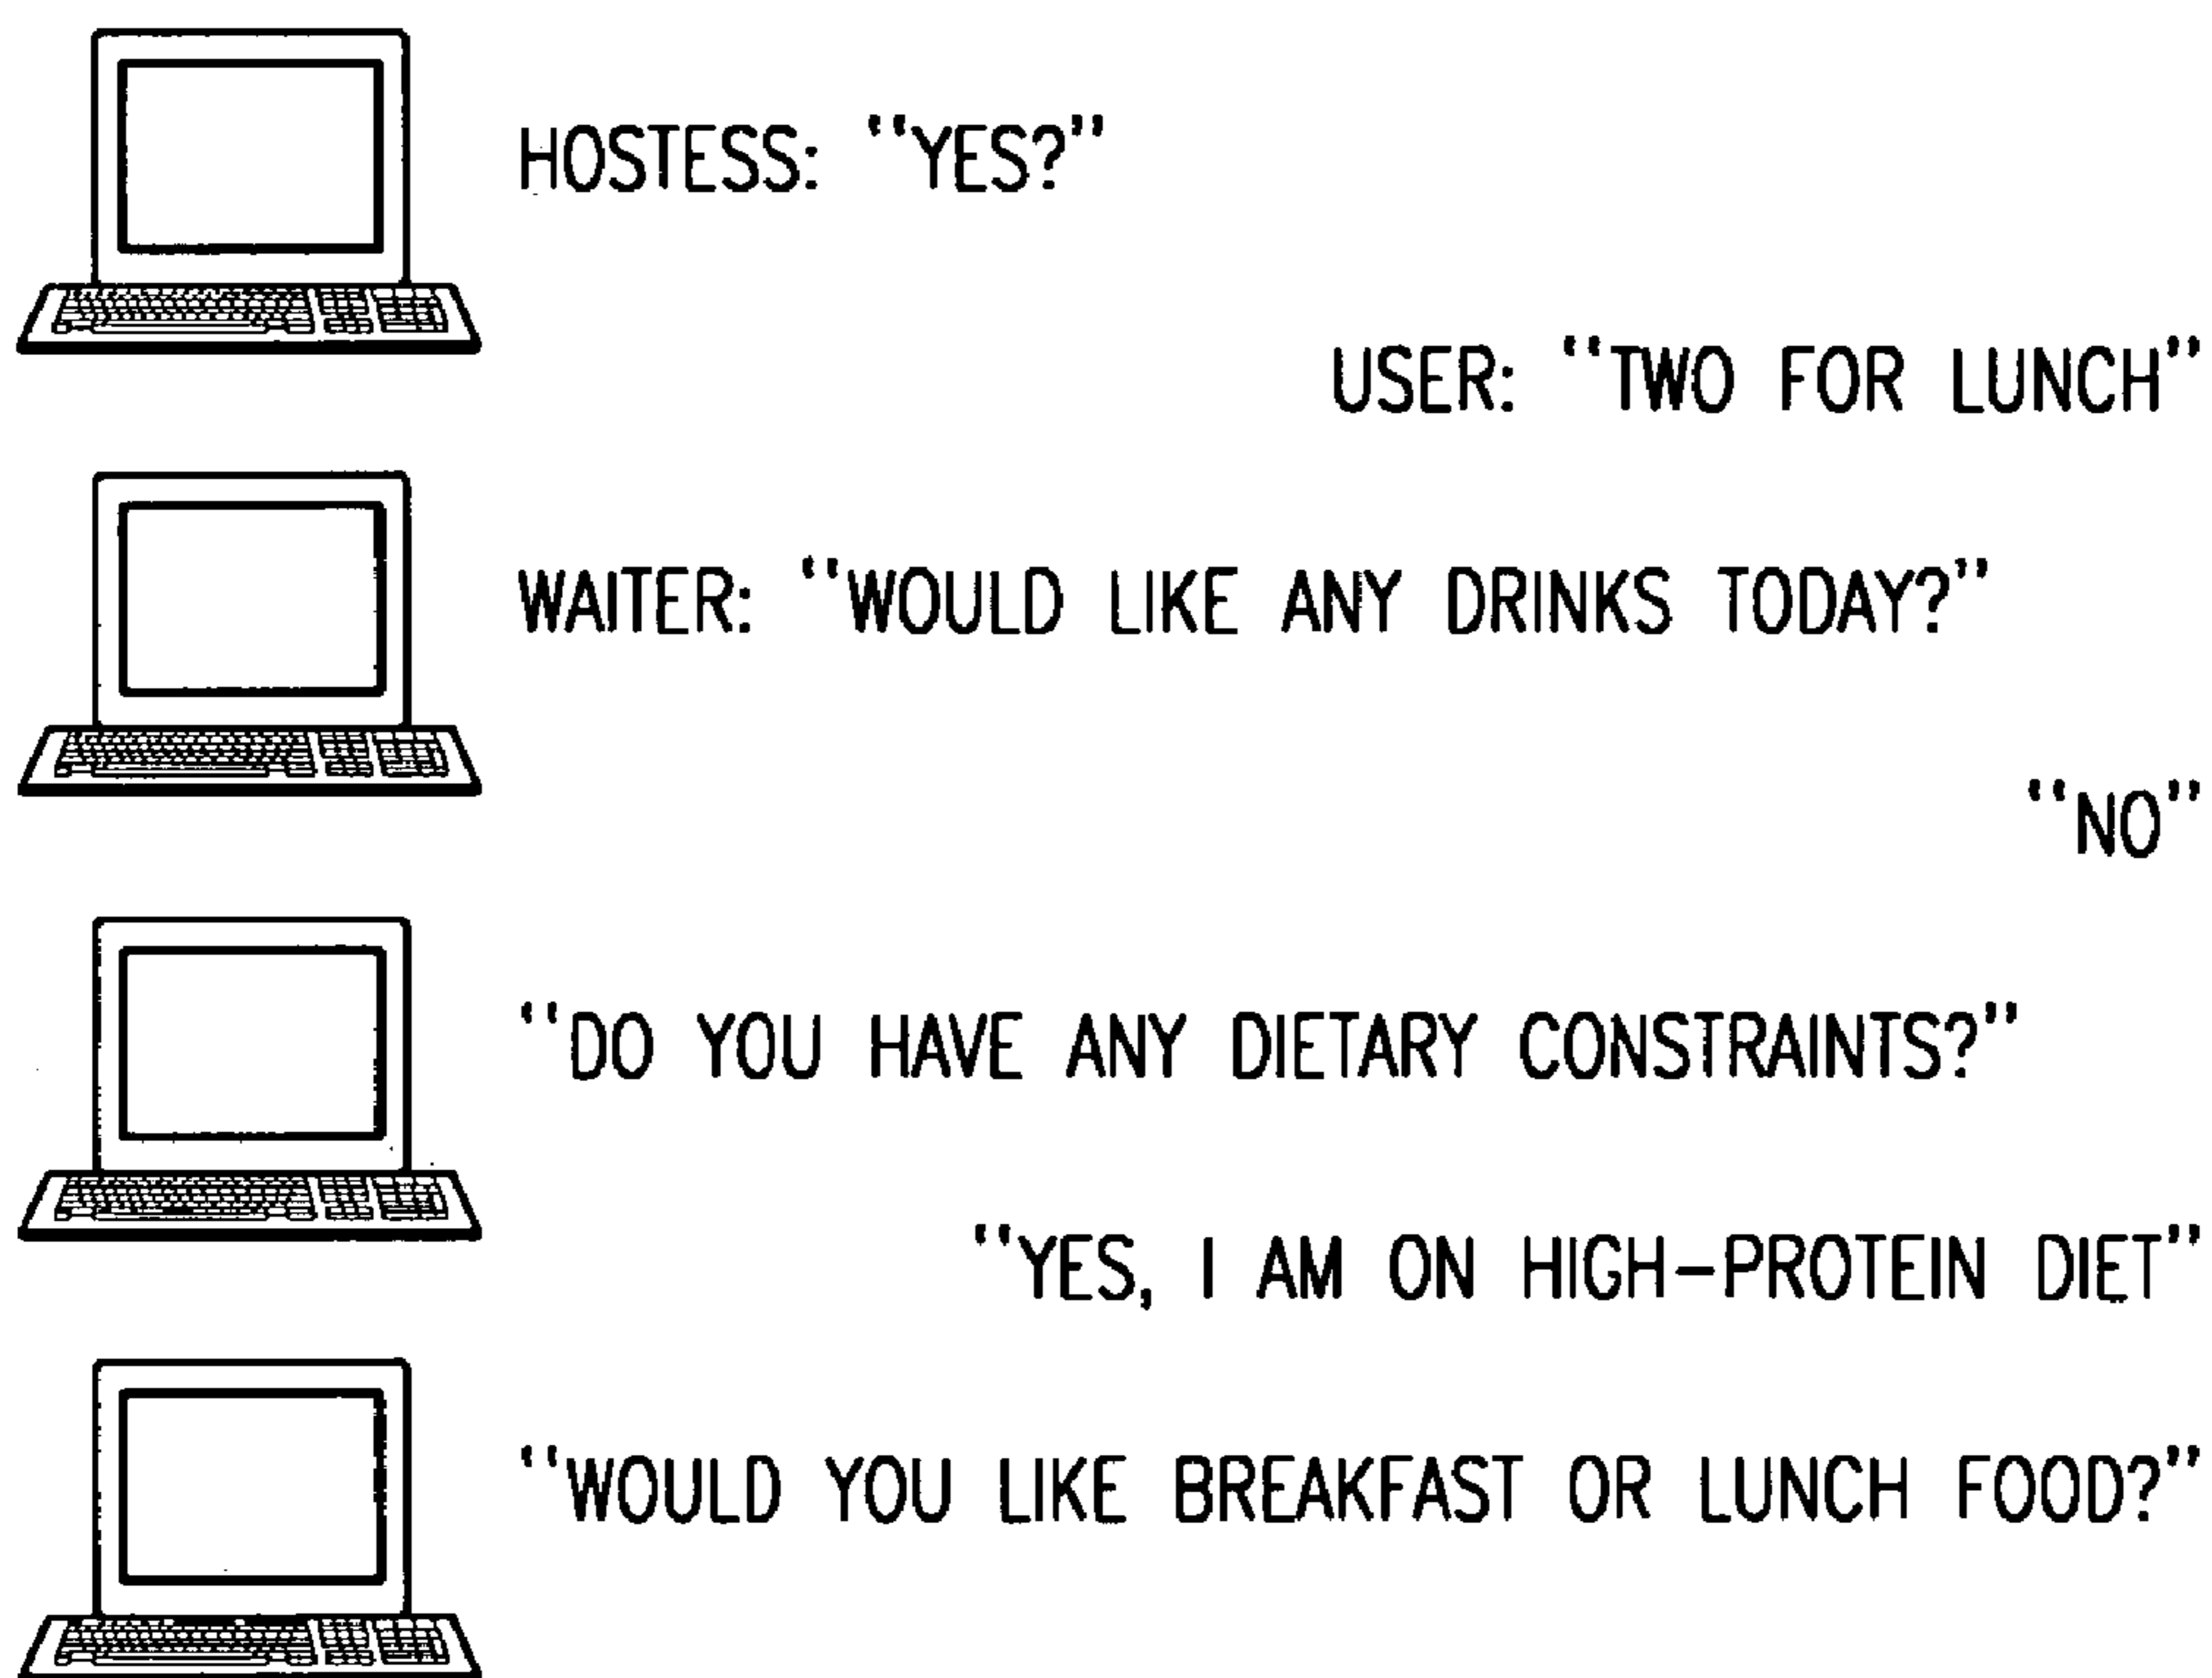 HOSTESS: "YES?"
USER: "TWO FOR LUNCH"
WAITER: "WOULD LIKE ANY DRINKS TODAY?"
"NO"
"DO YOU HAVE ANY DIETARY CONSTRAINTS?"
"YES, I AM ON HIGH-PROTEIN DIET"
"WOULD YOU LIKE BREAKFAST OR LUNCH FOOD?"